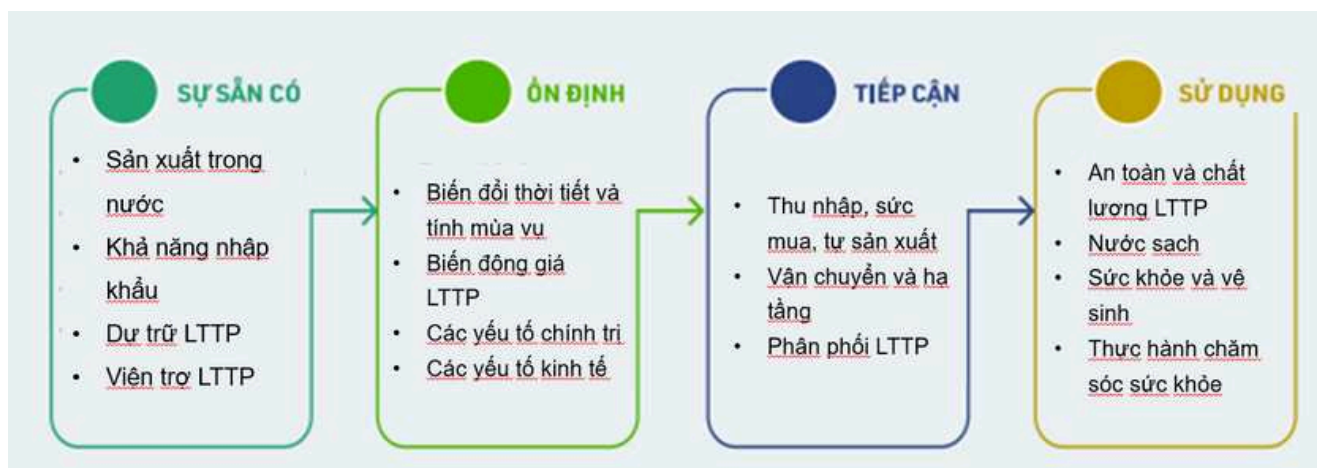 SỰ SẴN CÓ
• Sản xuất trong
nước
• Khả năng nhập
khẩu
• Dự trữ LTTP
• Viện trợ LTTP
ỔN ĐỊNH
• Biến đổi thời tiết và
tính mùa vụ
• Biến động giá
LTTP
• Các yếu tố chính trị
• Các yếu tố kinh tế
TIẾP CẬN
• Thu nhập, sức
mua, tự sản xuất
• Vận chuyển và hạ
tầng
• Phân phối LTTP
SỬ DỤNG
• An toàn và chất
lượng LTTP
• Nước sạch
• Sức khỏe và vệ
sinh
• Thực hành chăm
sóc sức khỏe